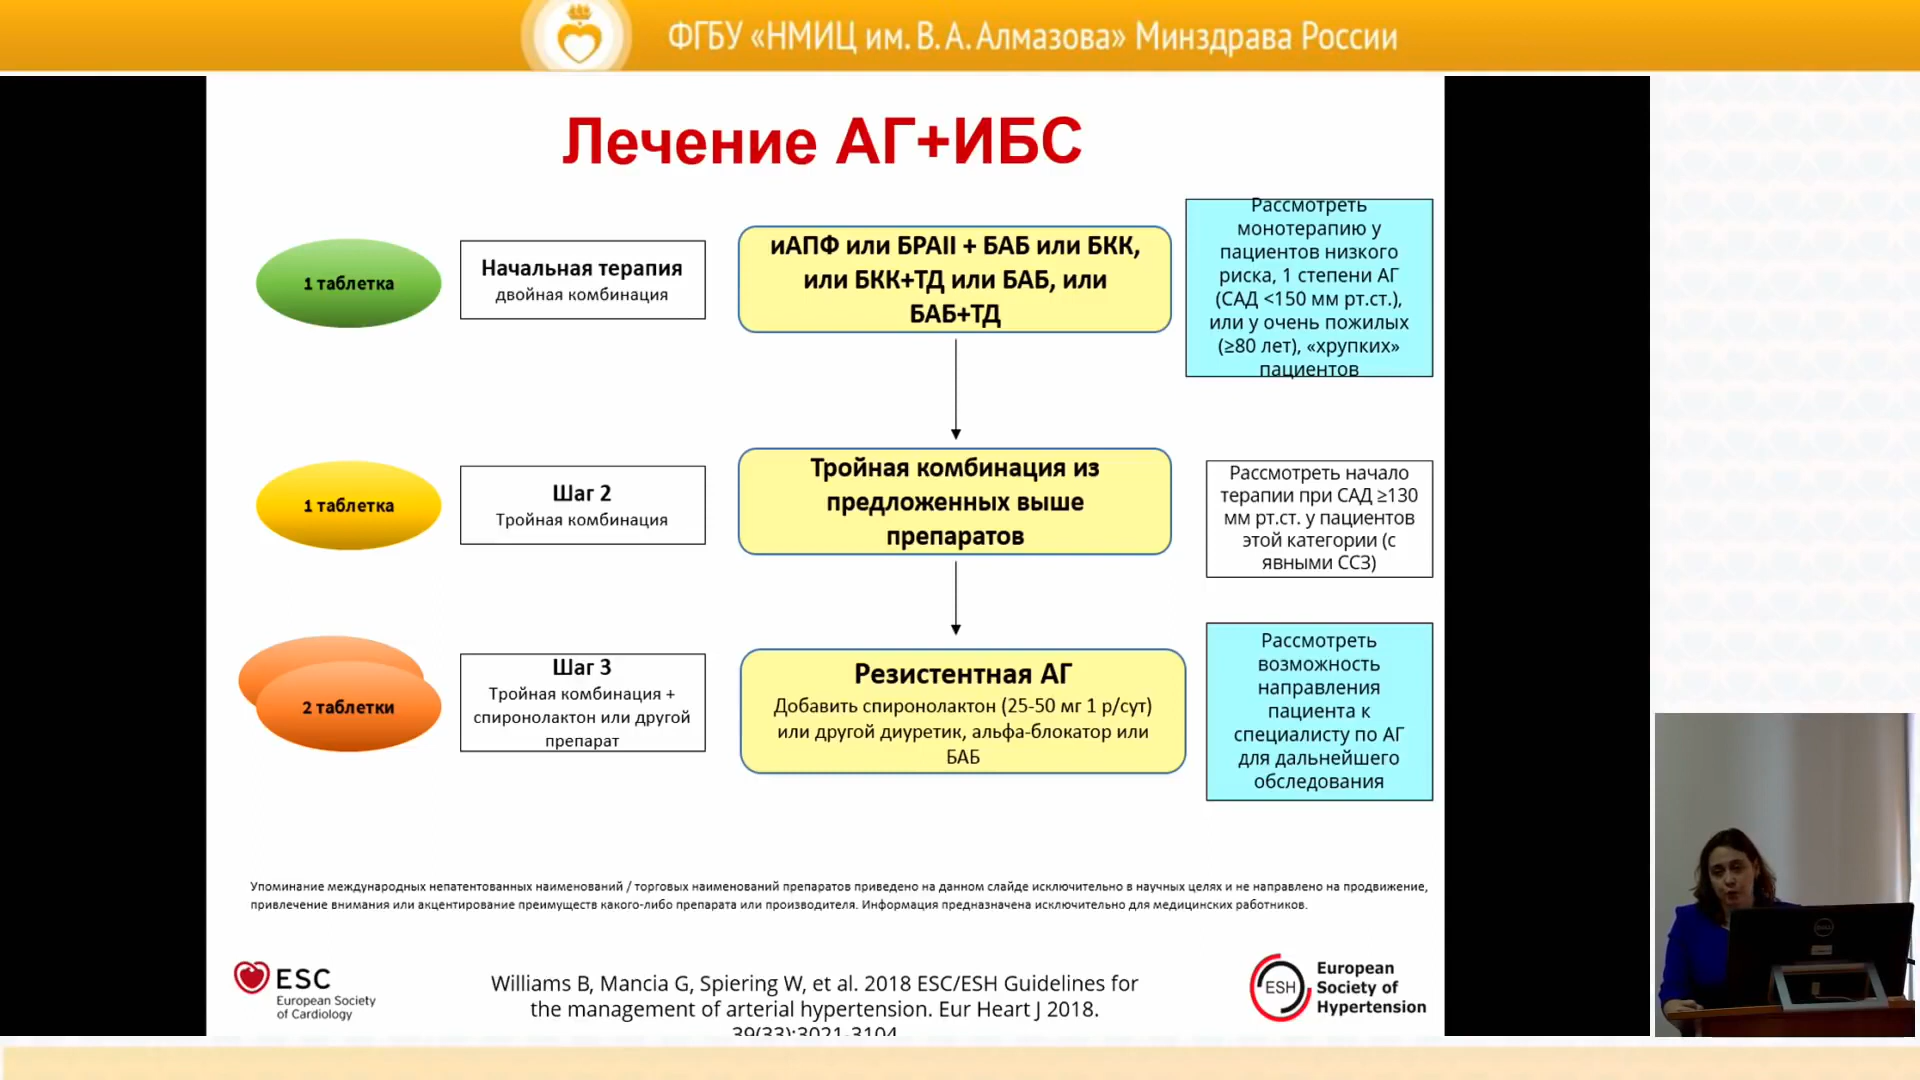 ФГБУ «НМИЦ им. В. А. Алмазова» Минздрава России
Лечение АГ+ИБС
1 таблетка
Начальная терапия
двойная комбинация
иАПФ или БРАII + БАБ или БКК,
или БКК+ТД или БАБ, или
БАБ+ТД
Рассмотреть
монотерапию у
пациентов низкого
риска, 1 степени АГ
(САД <150 мм рт.ст.),
или у очень пожилых
(≥80 лет), «хрупких»
пациентов
1 таблетка
Шаг 2
Тройная комбинация
Тройная комбинация из
предложенных выше
препаратов
Рассмотреть начало
терапии при САД ≥130
мм рт.ст. у пациентов
этой категории (с
явными ССЗ)
2 таблетки
Шаг 3
Тройная комбинация +
спиронолактон или другой
препарат
Резистентная АГ
Добавить спиронолактон (25-50 мг 1 р/сут)
или другой диуретик, альфа-блокатор или
БАБ
Рассмотреть
возможность
направления
пациента к
специалисту по АГ
для дальнейшего
обследования
Упоминание международных непатентованных наименований / торговых наименований препаратов приведено на данном слайде исключительно в научных целях и не направлено на продвижение,
привлечение внимания или акцентирование преимуществ какого-либо препарата или производителя. Информация предназначена исключительно для медицинских работников.
ESC
European Society
of Cardiology
Williams B, Mancia G, Spiering W, et al. 2018 ESC/ESH Guidelines for
the management of arterial hypertension. Eur Heart J 2018.
39(33):3021-3104
ESH
European
Society of
Hypertension